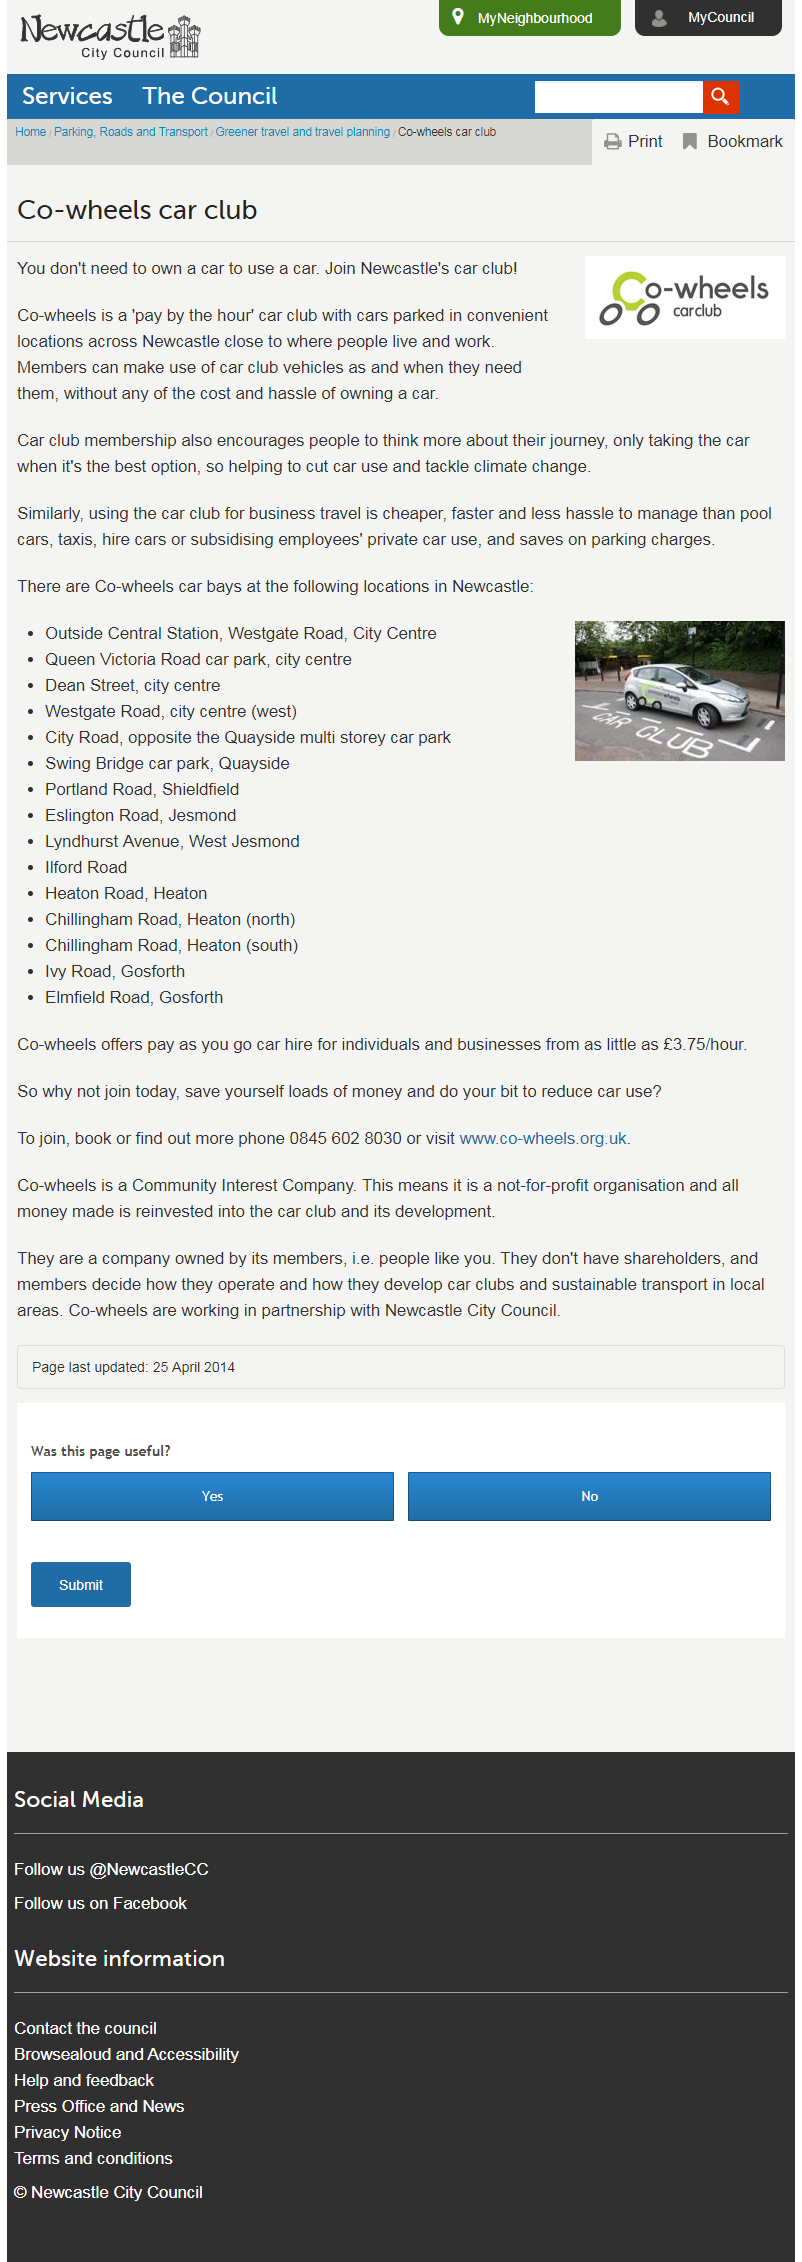 Newcastle
City Council
MyNeighbourhood
MyCouncil
Services The Council
Home / Parking, Roads and Transport / Greener travel and travel planning / Co-wheels car club
Print Bookmark
Co-wheels car club
You don't need to own a car to use a car. Join Newcastle's car club!
Co-wheels
carclub
Co-wheels is a 'pay by the hour' car club with cars parked in convenient
locations across Newcastle close to where people live and work.
Members can make use of car club vehicles as and when they need
them, without any of the cost and hassle of owning a car.
Car club membership also encourages people to think more about their journey, only taking the car
when it's the best option, so helping to cut car use and tackle climate change.
Similarly, using the car club for business travel is cheaper, faster and less hassle to manage than pool
cars, taxis, hire cars or subsidising employees' private car use, and saves on parking charges.
There are Co-wheels car bays at the following locations in Newcastle:
• Outside Central Station, Westgate Road, City Centre
• Queen Victoria Road car park, city centre
• Dean Street, city centre
• Westgate Road, city centre (west)
• City Road, opposite the Quayside multi storey car park
• Swing Bridge car park, Quayside
• Portland Road, Shieldfield
• Eslington Road, Jesmond
• Lyndhurst Avenue, West Jesmond
• Ilford Road
• Heaton Road, Heaton
• Chillingham Road, Heaton (north)
• Chillingham Road, Heaton (south)
• Ivy Road, Gosforth
• Elmfield Road, Gosforth
CAR CLUB
Co-wheels offers pay as you go car hire for individuals and businesses from as little as £3.75/hour.
So why not join today, save yourself loads of money and do your bit to reduce car use?
To join, book or find out more phone 0845 602 8030 or visit www.co-wheels.org.uk.
Co-wheels is a Community Interest Company. This means it is a not-for-profit organisation and all
money made is reinvested into the car club and its development.
They are a company owned by its members, i.e. people like you. They don't have shareholders, and
members decide how they operate and how they develop car clubs and sustainable transport in local
areas. Co-wheels are working in partnership with Newcastle City Council.
Page last updated: 25 April 2014
Was this page useful?
Yes
No
Submit
Social Media
Follow us @NewcastleCC
Follow us on Facebook
Website information
Contact the council
Browsealoud and Accessibility
Help and feedback
Press Office and News
Privacy Notice
Terms and conditions
© Newcastle City Council